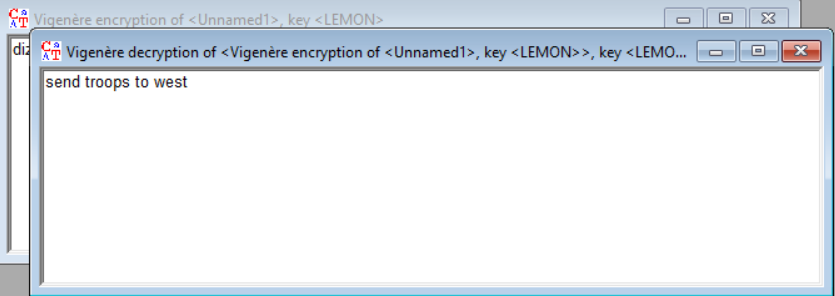 Vigenère encryption of <Unnamed1>, key <LEMON>
Vigenère decryption of <Vigenère encryption of <Unnamed1>, key <LEMON>>, key <LEMO...
send troops to west